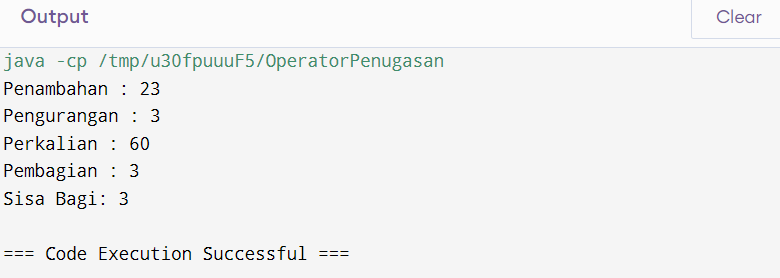 Output
Clear
java -cp /tmp/u30fpuuuF5/OperatorPenugasan
Penambahan : 23
Pengurangan : 3
Perkalian : 60
Pembagian : 3
Sisa Bagi: 3
=== Code Execution Successful ===